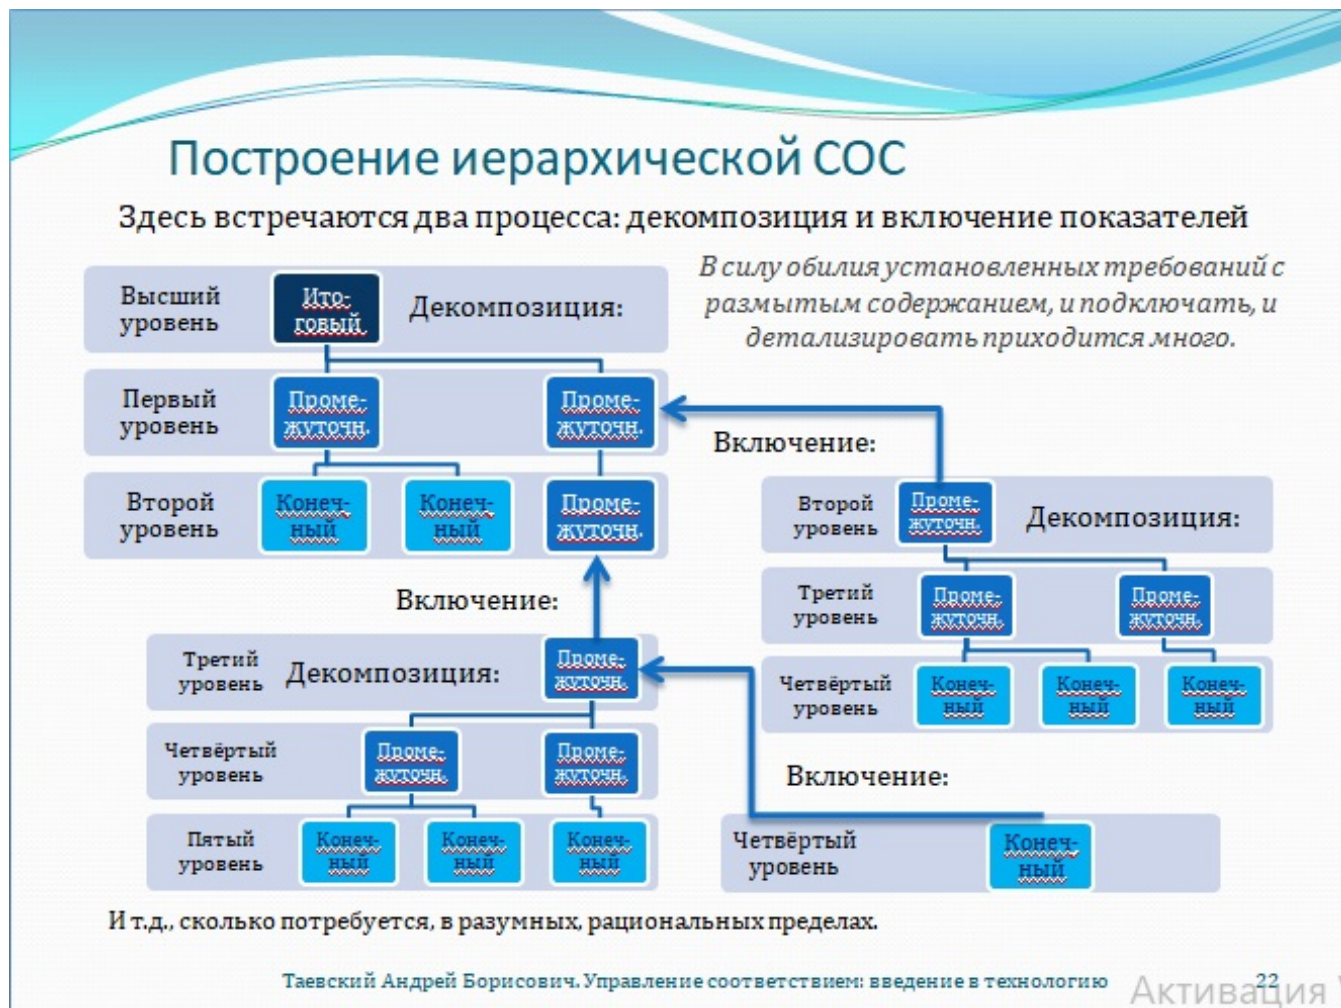 Построение иерархической СОС
Здесь встречаются два процесса: декомпозиция и включение показателей
В силу обилия установленных требований с
размытым содержанием, и подключать, и
детализировать приходится много.
Высший
уровень
Ито-
говый
Декомпозиция:
Первый
уровень
Проме-
жуточн.
Проме-
жуточн.
Второй
уровень
Конеч-
ный
Конеч-
ный
Проме-
жуточн.
Включение:
Второй
уровень
Проме-
жуточн.
Декомпозиция:
Третий
уровень
Проме-
жуточн.
Проме-
жуточн.
Четвёртый
уровень
Конеч-
ный
Конеч-
ный
Конеч-
ный
Включение:
Третий
уровень
Декомпозиция:
Проме-
жуточн.
Четвёртый
уровень
Проме-
жуточн.
Проме-
жуточн.
Пятый
уровень
Конеч-
ный
Конеч-
ный
Конеч-
ный
Включение:
Четвёртый
уровень
Конеч-
ный
И т.д., сколько потребуется, в разумных, рациональных пределах.
Таевский Андрей Борисович. Управление соответствием: введение в технологию
22
Активация